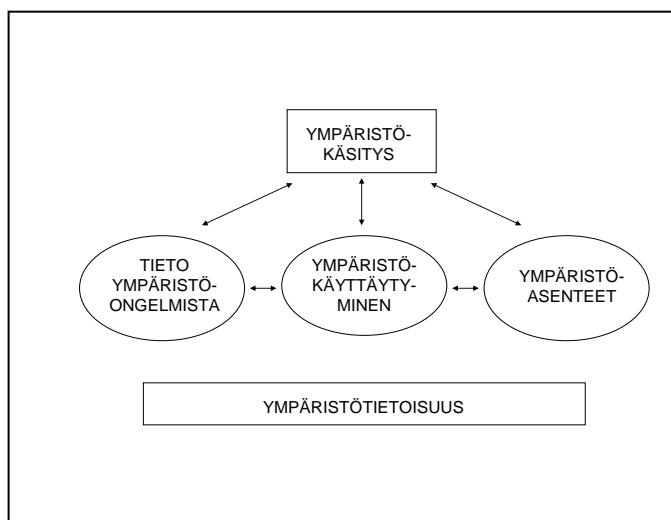 YMPÄRISTÖ-
KÄSITYS
TIETO
YMPÄRISTÖ-
ONGELMISTA
YMPÄRISTÖ-
KÄYTTÄYTY-
MINEN
YMPÄRISTÖ-
ASENTEET
YMPÄRISTÖTIETOISUUS